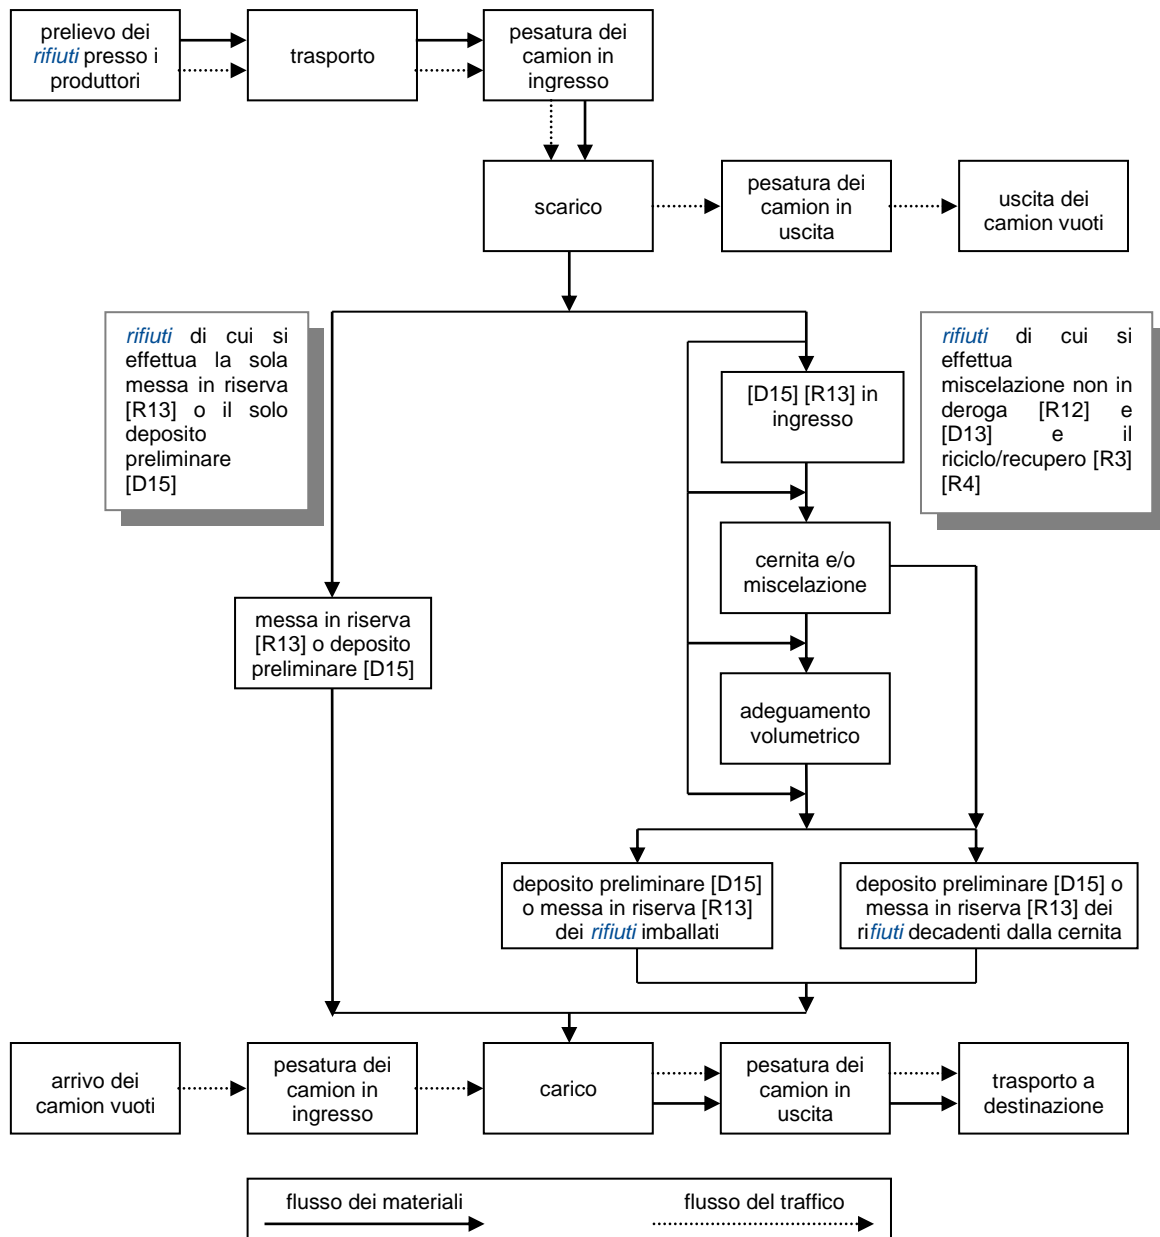 prelievo dei
rifiuti presso i
produttori
trasporto
pesatura dei
camion in
ingresso
scarico
pesatura dei
camion in
uscita
uscita dei
camion vuoti
rifiuti di cui si
effettua la sola
messa in riserva
[R13] o il solo
deposito
preliminare
[D15]
[D15] [R13] in
ingresso
rifiuti di cui si
effettua
miscelazione non in
deroga [R12] e
[D13] e il
riciclo/recupero [R3]
[R4]
cernita e/o
miscelazione
messa in riserva
[R13] o deposito
preliminare [D15]
adeguamento
volumetrico
deposito preliminare [D15]
o messa in riserva [R13]
dei rifiuti imballati
deposito preliminare [D15] o
messa in riserva [R13] dei
rifiuti decadenti dalla cernita
arrivo dei
camion vuoti
pesatura dei
camion in
ingresso
carico
pesatura dei
camion in
uscita
trasporto a
destinazione
flusso dei materiali
flusso del traffico